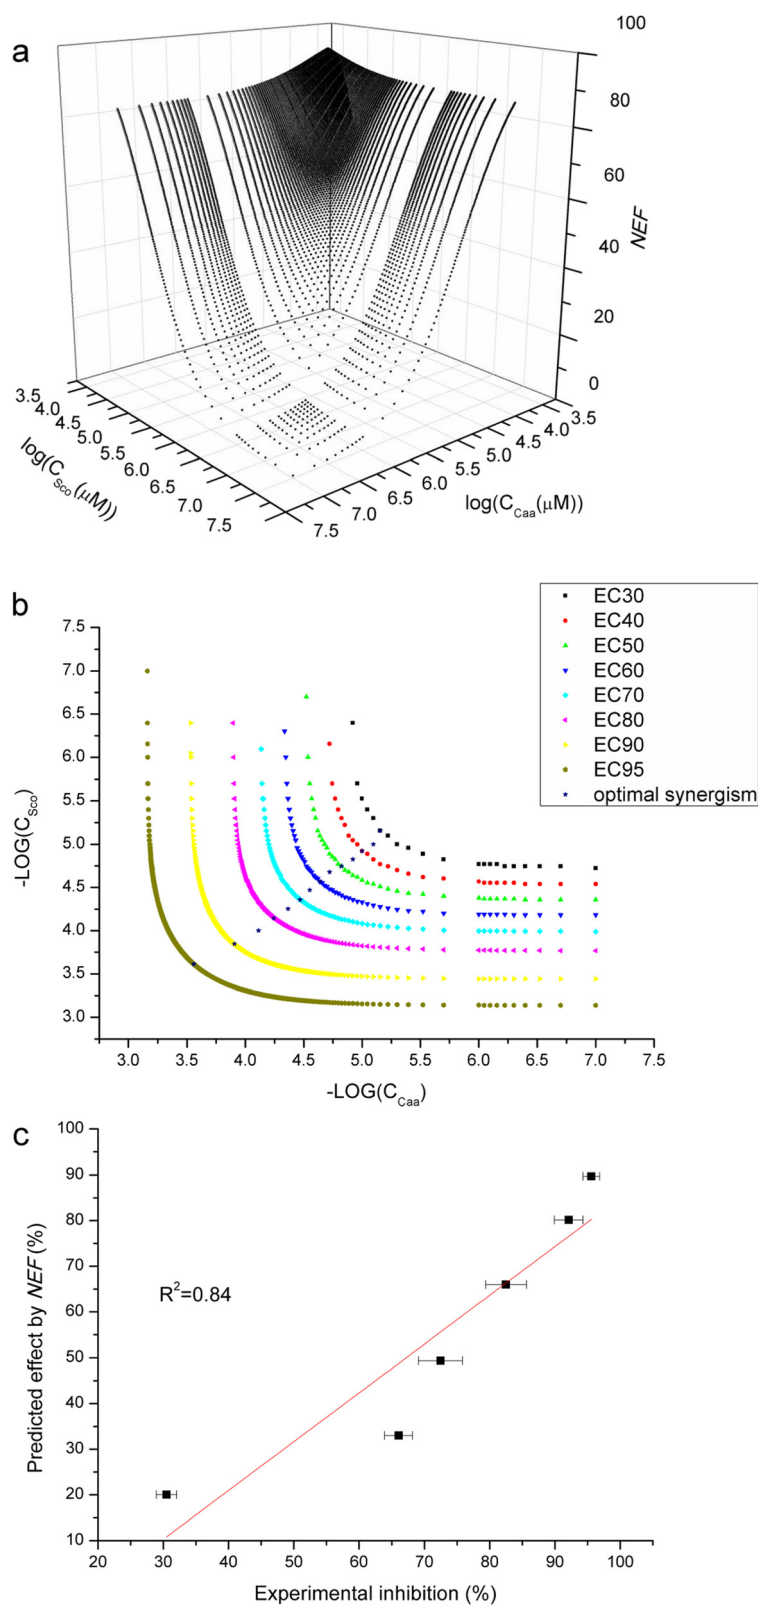 a
100
80
60
40
20
0
NEF
3.5
4.0
4.5
5.0
5.5
6.0
6.5
7.0
7.5
log(C_Sco(μM))
7.5
7.0
6.5
6.0
5.5
5.0
4.5
4.0
3.5
log(C_Caa(μM))
b
EC30
EC40
EC50
EC60
EC70
EC80
EC90
EC95
optimal synergism
7.5
7.0
6.5
6.0
5.5
5.0
4.5
4.0
3.5
3.0
-LOG(C_Sco)
3.0 3.5 4.0 4.5 5.0 5.5 6.0 6.5 7.0 7.5
-LOG(C_Caa)
c
100
90
80
70
60
50
40
30
20
10
Predicted effect by NEF (%)
R²=0.84
20 30 40 50 60 70 80 90 100
Experimental inhibition (%)